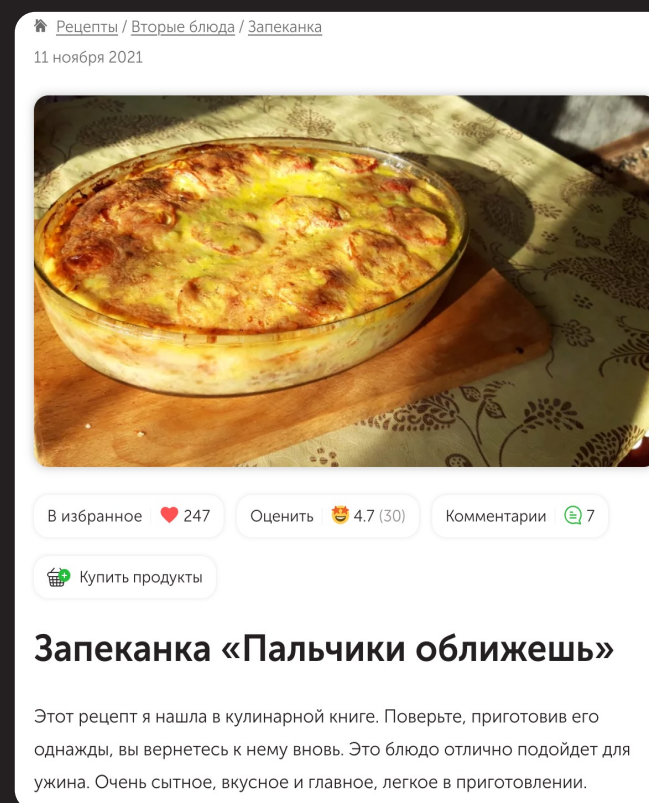 Рецепты / Вторые блюда / Запеканка
11 ноября 2021
В избранное 247 Оценить 4.7 (30) Комментарии 7
Купить продукты
Запеканка «Пальчики оближешь»
Этот рецепт я нашла в кулинарной книге. Поверьте, приготовив его
однажды, вы вернетесь к нему вновь. Это блюдо отлично подойдет для
ужина. Очень сытное, вкусное и главное, легкое в приготовлении.